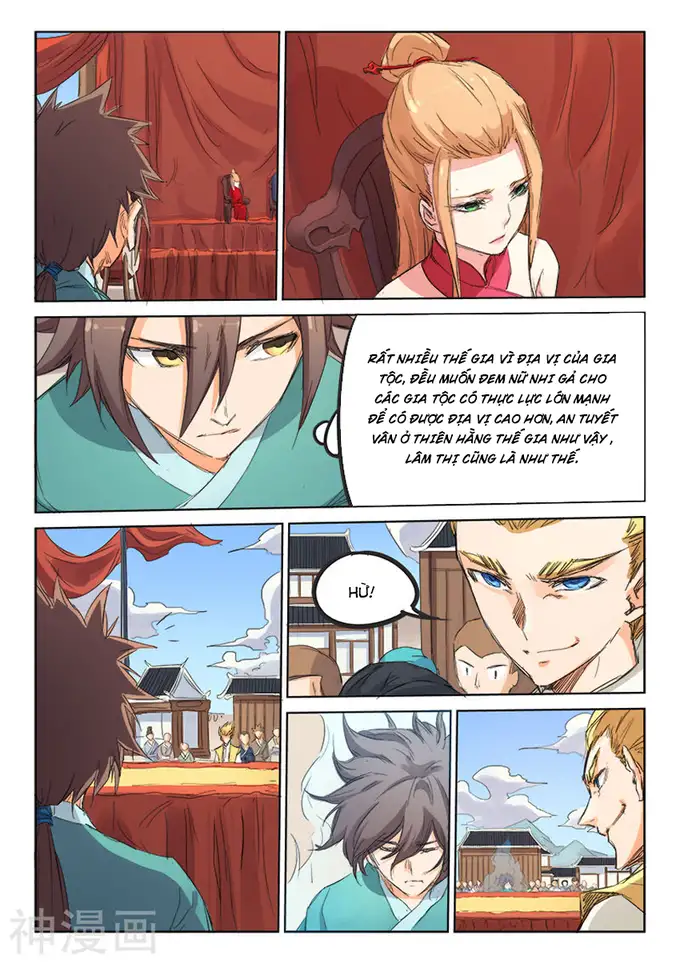 RẤT NHIỀU THẾ GIA VÌ ĐỊA VỊ CỦA GIA
TỘC, ĐỀU MUỐN ĐEM NỮ NHI GẢ CHO
CÁC GIA TỘC CÓ THỰC LỰC LỚN MẠNH
ĐỂ CÓ ĐƯỢC ĐỊA VỊ CAO HƠN, AN TUYẾT
VÂN Ở THIÊN HẰNG THẾ GIA NHƯ VẬY,
LÂM THỊ CŨNG LÀ NHƯ THẾ.
HỪ!
神漫画